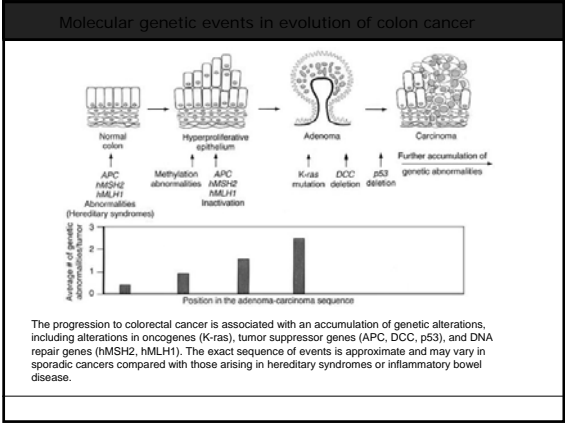 Molecular genetic events in evolution of colon cancer
Normal
colon
Hyperproliferative
epithelium
Adenoma
Carcinoma
APC
hMSH2
hMLH1
Abnormalities
(Hereditary syndromes)
Methylation
abnormalities
APC
hMSH2
hMLH1
Inactivation
K-ras
mutation
DCC
deletion
p53
deletion
Further accumulation of
genetic abnormalities
Average # of genetic
abnormalities/tumor
3
2
1
0
Position in the adenoma-carcinoma sequence
The progression to colorectal cancer is associated with an accumulation of genetic alterations,
including alterations in oncogenes (K-ras), tumor suppressor genes (APC, DCC, p53), and DNA
repair genes (hMSH2, hMLH1). The exact sequence of events is approximate and may vary in
sporadic cancers compared with those arising in hereditary syndromes or inflammatory bowel
disease.